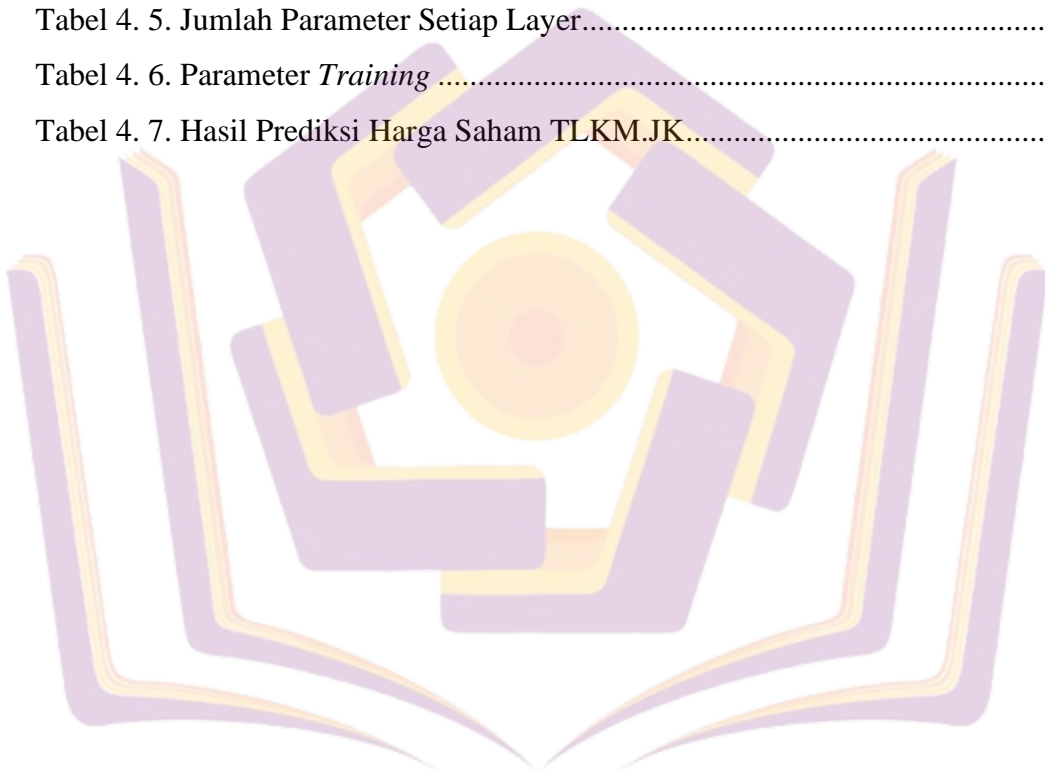 Tabel 4. 5. Jumlah Parameter Setiap Layer......................................................
Tabel 4. 6. Parameter Training ........................................................................
Tabel 4. 7. Hasil Prediksi Harga Saham TLKM.JK..........................................